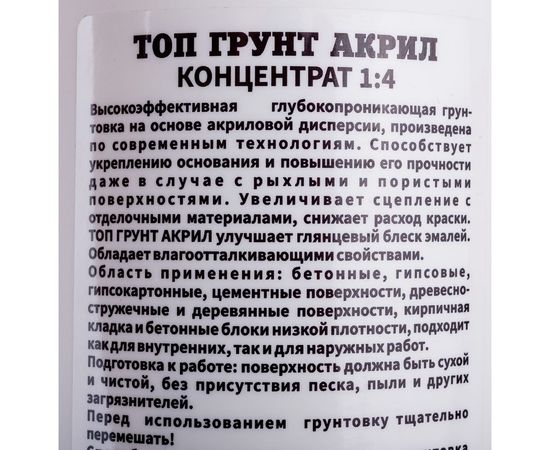 ТОП ГРУНТ АКРИЛ
КОНЦЕНТРАТ 1:4
Высокоэффективная глубокопроникающая грун-
товка на основе акриловой дисперсии, произведена
по современным технологиям. Способствует
укреплению основания и повышению его прочности
даже в случае с рыхлыми и пористыми
поверхностями. Увеличивает сцепление с
отделочными материалами, снижает расход краски.
ТОП ГРУНТ АКРИЛ улучшает глянцевый блеск эмалей.
Обладает влагоотталкивающими свойствами.
Область применения: бетонные, гипсовые,
гипсокартонные, цементные поверхности, древесно-
стружечные и деревянные поверхности, кирпичная
кладка и бетонные блоки низкой плотности, подходит
как для внутренних, так и для наружных работ.
Подготовка к работе: поверхность должна быть сухой
и чистой, без присутствия песка, пыли и других
загрязнителей.
Перед использованием грунтовку тщательно
перемешать!